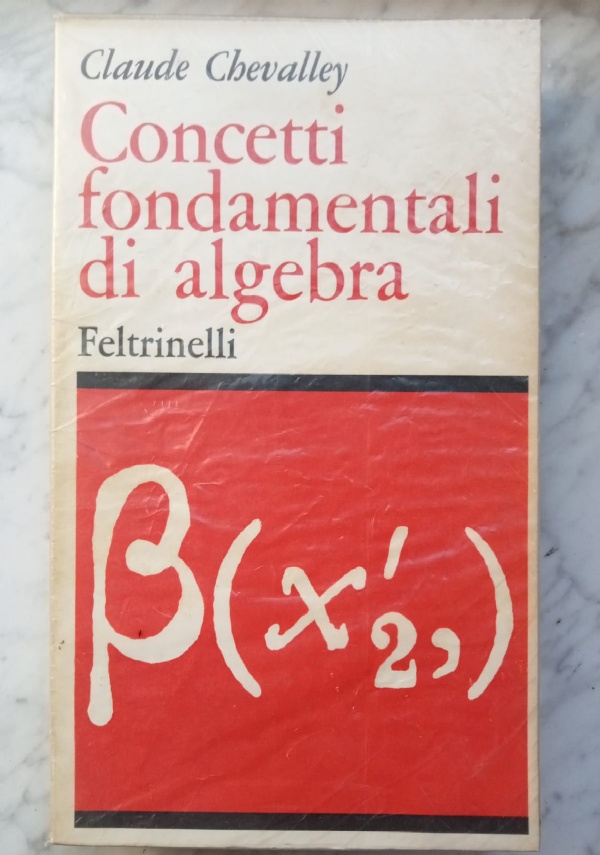 Claude Chevalley
Concetti
fondamentali
di algebra
Feltrinelli
β(x′₂,)